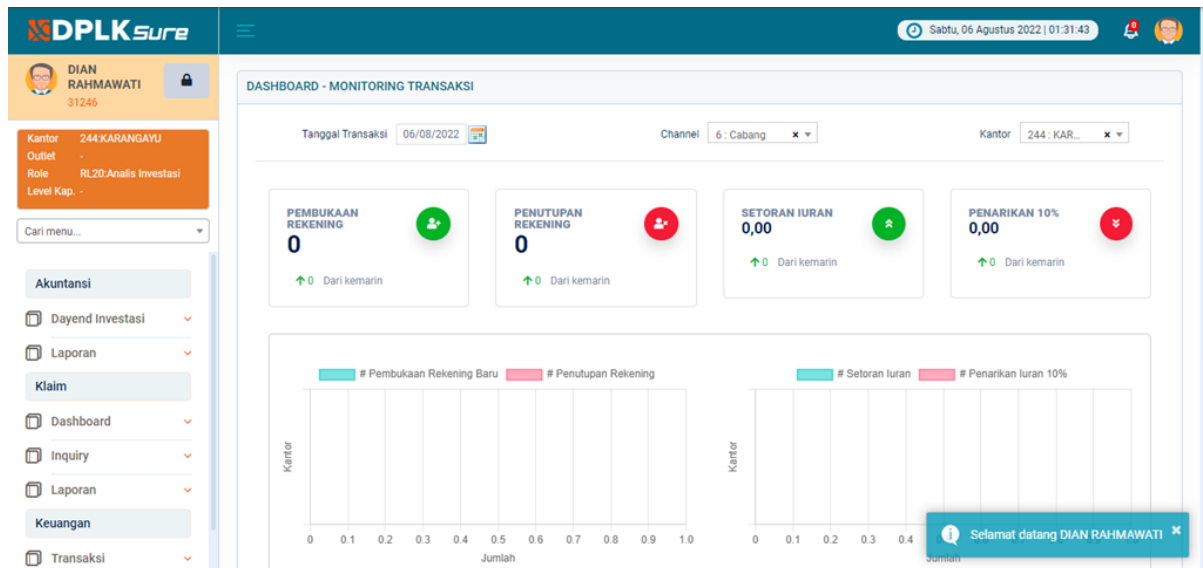 DPLKSure
Sabtu, 06 Agustus 2022 | 01:31:43
DIAN
RAHMAWATI
31246
Kantor 244:KARANGAYU
Outlet -
Role RL20:Analis Investasi
Level Kap. -
Cari menu...
Akuntansi
Dayend Investasi
Laporan
Klaim
Dashboard
Inquiry
Laporan
Keuangan
Transaksi
DASHBOARD - MONITORING TRANSAKSI
Tanggal Transaksi 06/08/2022 Channel 6 : Cabang x Kantor 244 : KAR... x
PEMBUKAAN
REKENING
0
0 Dari kemarin
PENUTUPAN
REKENING
0
0 Dari kemarin
SETORAN IURAN
0,00
0 Dari kemarin
PENARIKAN 10%
0,00
0 Dari kemarin
# Pembukaan Rekening Baru # Penutupan Rekening
Kantor
0 0.1 0.2 0.3 0.4 0.5 0.6 0.7 0.8 0.9 1.0
Jumlah
# Setoran Iuran # Penarikan Iuran 10%
Kantor
0 0.1 0.2 0.3 0.4
Jumlah
Selamat datang DIAN RAHMAWATI ×